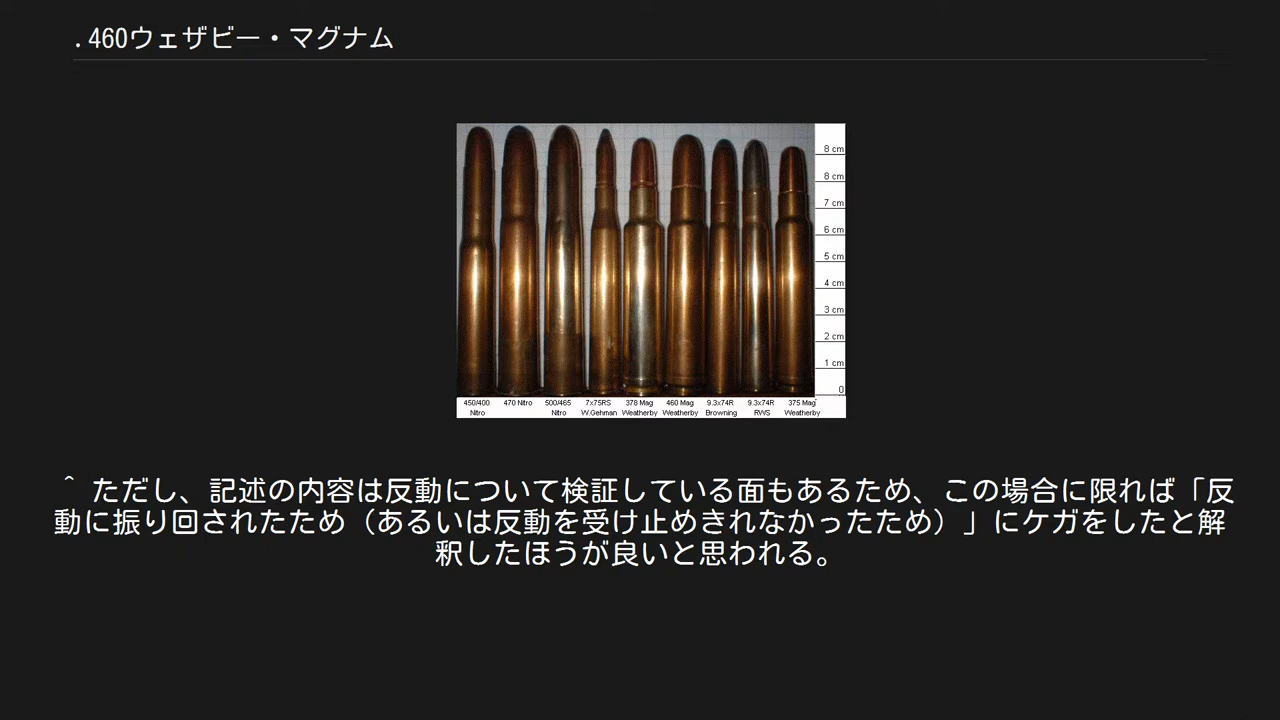 .460ウェザビー・マグナム
8 cm
8 cm
7 cm
6 cm
5 cm
4 cm
3 cm
2 cm
1 cm
0
450/400 Nitro
470 Nitro
500/465 Nitro
7x75RS W.Gehman
378 Mag Weatherby
460 Mag Weatherby
9.3x74R Browning
9.3x74R RWS
375 Mag Weatherby
^ ただし、記述の内容は反動について検証している面もあるため、この場合に限れば「反
動に振り回されたため（あるいは反動を受け止めきれなかったため）」にケガをしたと解
釈したほうが良いと思われる。